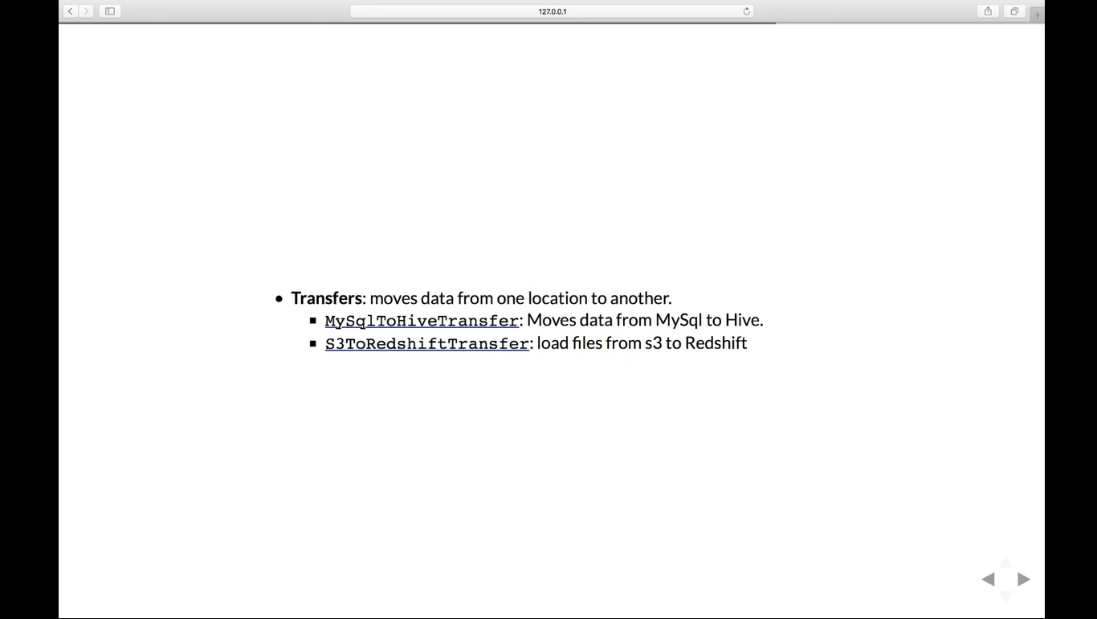 127.0.0.1
Transfers: moves data from one location to another.
MySqlToHiveTransfer: Moves data from MySql to Hive.
S3ToRedshiftTransfer: load files from s3 to Redshift